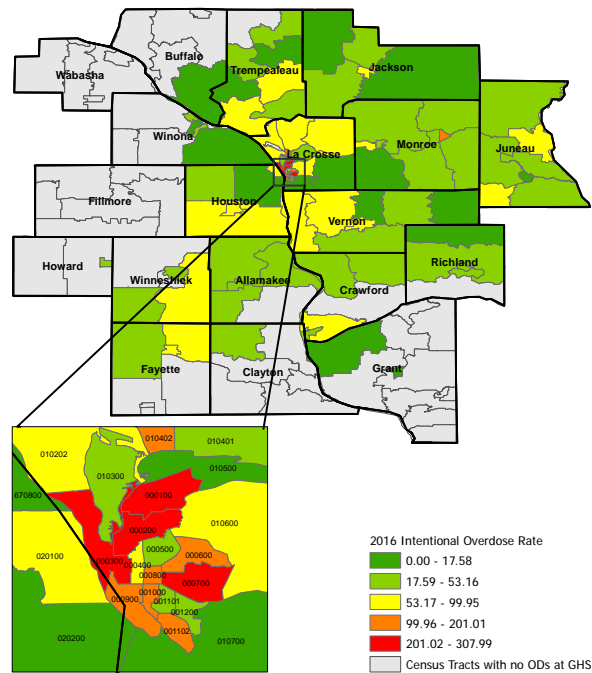 Buffalo
Wabasha
Trempealeau
Jackson
Winona
La Crosse
Monroe
Juneau
Fillmore
Houston
Vernon
Howard
Winneshiek
Allamakee
Richland
Crawford
Fayette
Clayton
Grant
010402
010401
010202
010300
010500
670800
000100
010600
000200
000500
000600
020100
000300
000400
000800
000700
000900
001000
001101
001200
001102
020200
010700
2016 Intentional Overdose Rate
0.00 - 17.58
17.59 - 53.16
53.17 - 99.95
99.96 - 201.01
201.02 - 307.99
Census Tracts with no ODs at GHS